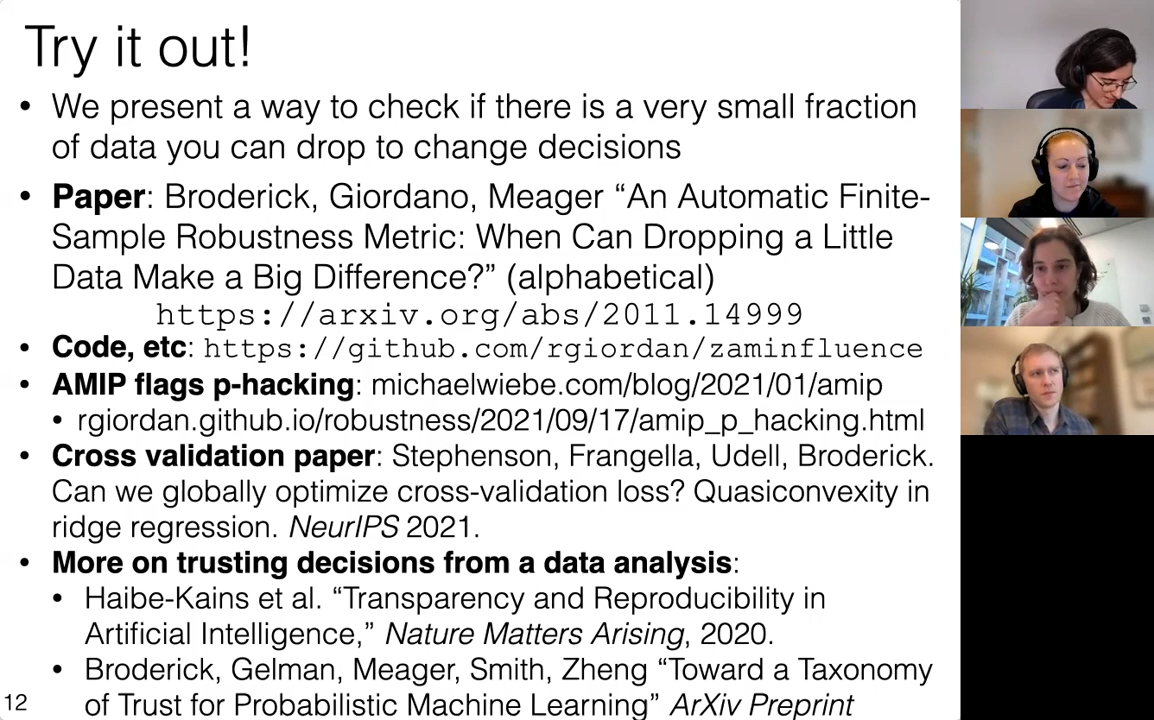 Try it out!
• We present a way to check if there is a very small fraction
of data you can drop to change decisions
• Paper: Broderick, Giordano, Meager “An Automatic Finite-
Sample Robustness Metric: When Can Dropping a Little
Data Make a Big Difference?” (alphabetical)
https://arxiv.org/abs/2011.14999
• Code, etc: https://github.com/rgiordan/zaminfluence
• AMIP flags p-hacking: michaelwiebe.com/blog/2021/01/amip
• rgiordan.github.io/robustness/2021/09/17/amip_p_hacking.html
• Cross validation paper: Stephenson, Frangella, Udell, Broderick.
Can we globally optimize cross-validation loss? Quasiconvexity in
ridge regression. NeurIPS 2021.
• More on trusting decisions from a data analysis:
• Haibe-Kains et al. “Transparency and Reproducibility in
Artificial Intelligence,” Nature Matters Arising, 2020.
• Broderick, Gelman, Meager, Smith, Zheng “Toward a Taxonomy
of Trust for Probabilistic Machine Learning” ArXiv Preprint
12